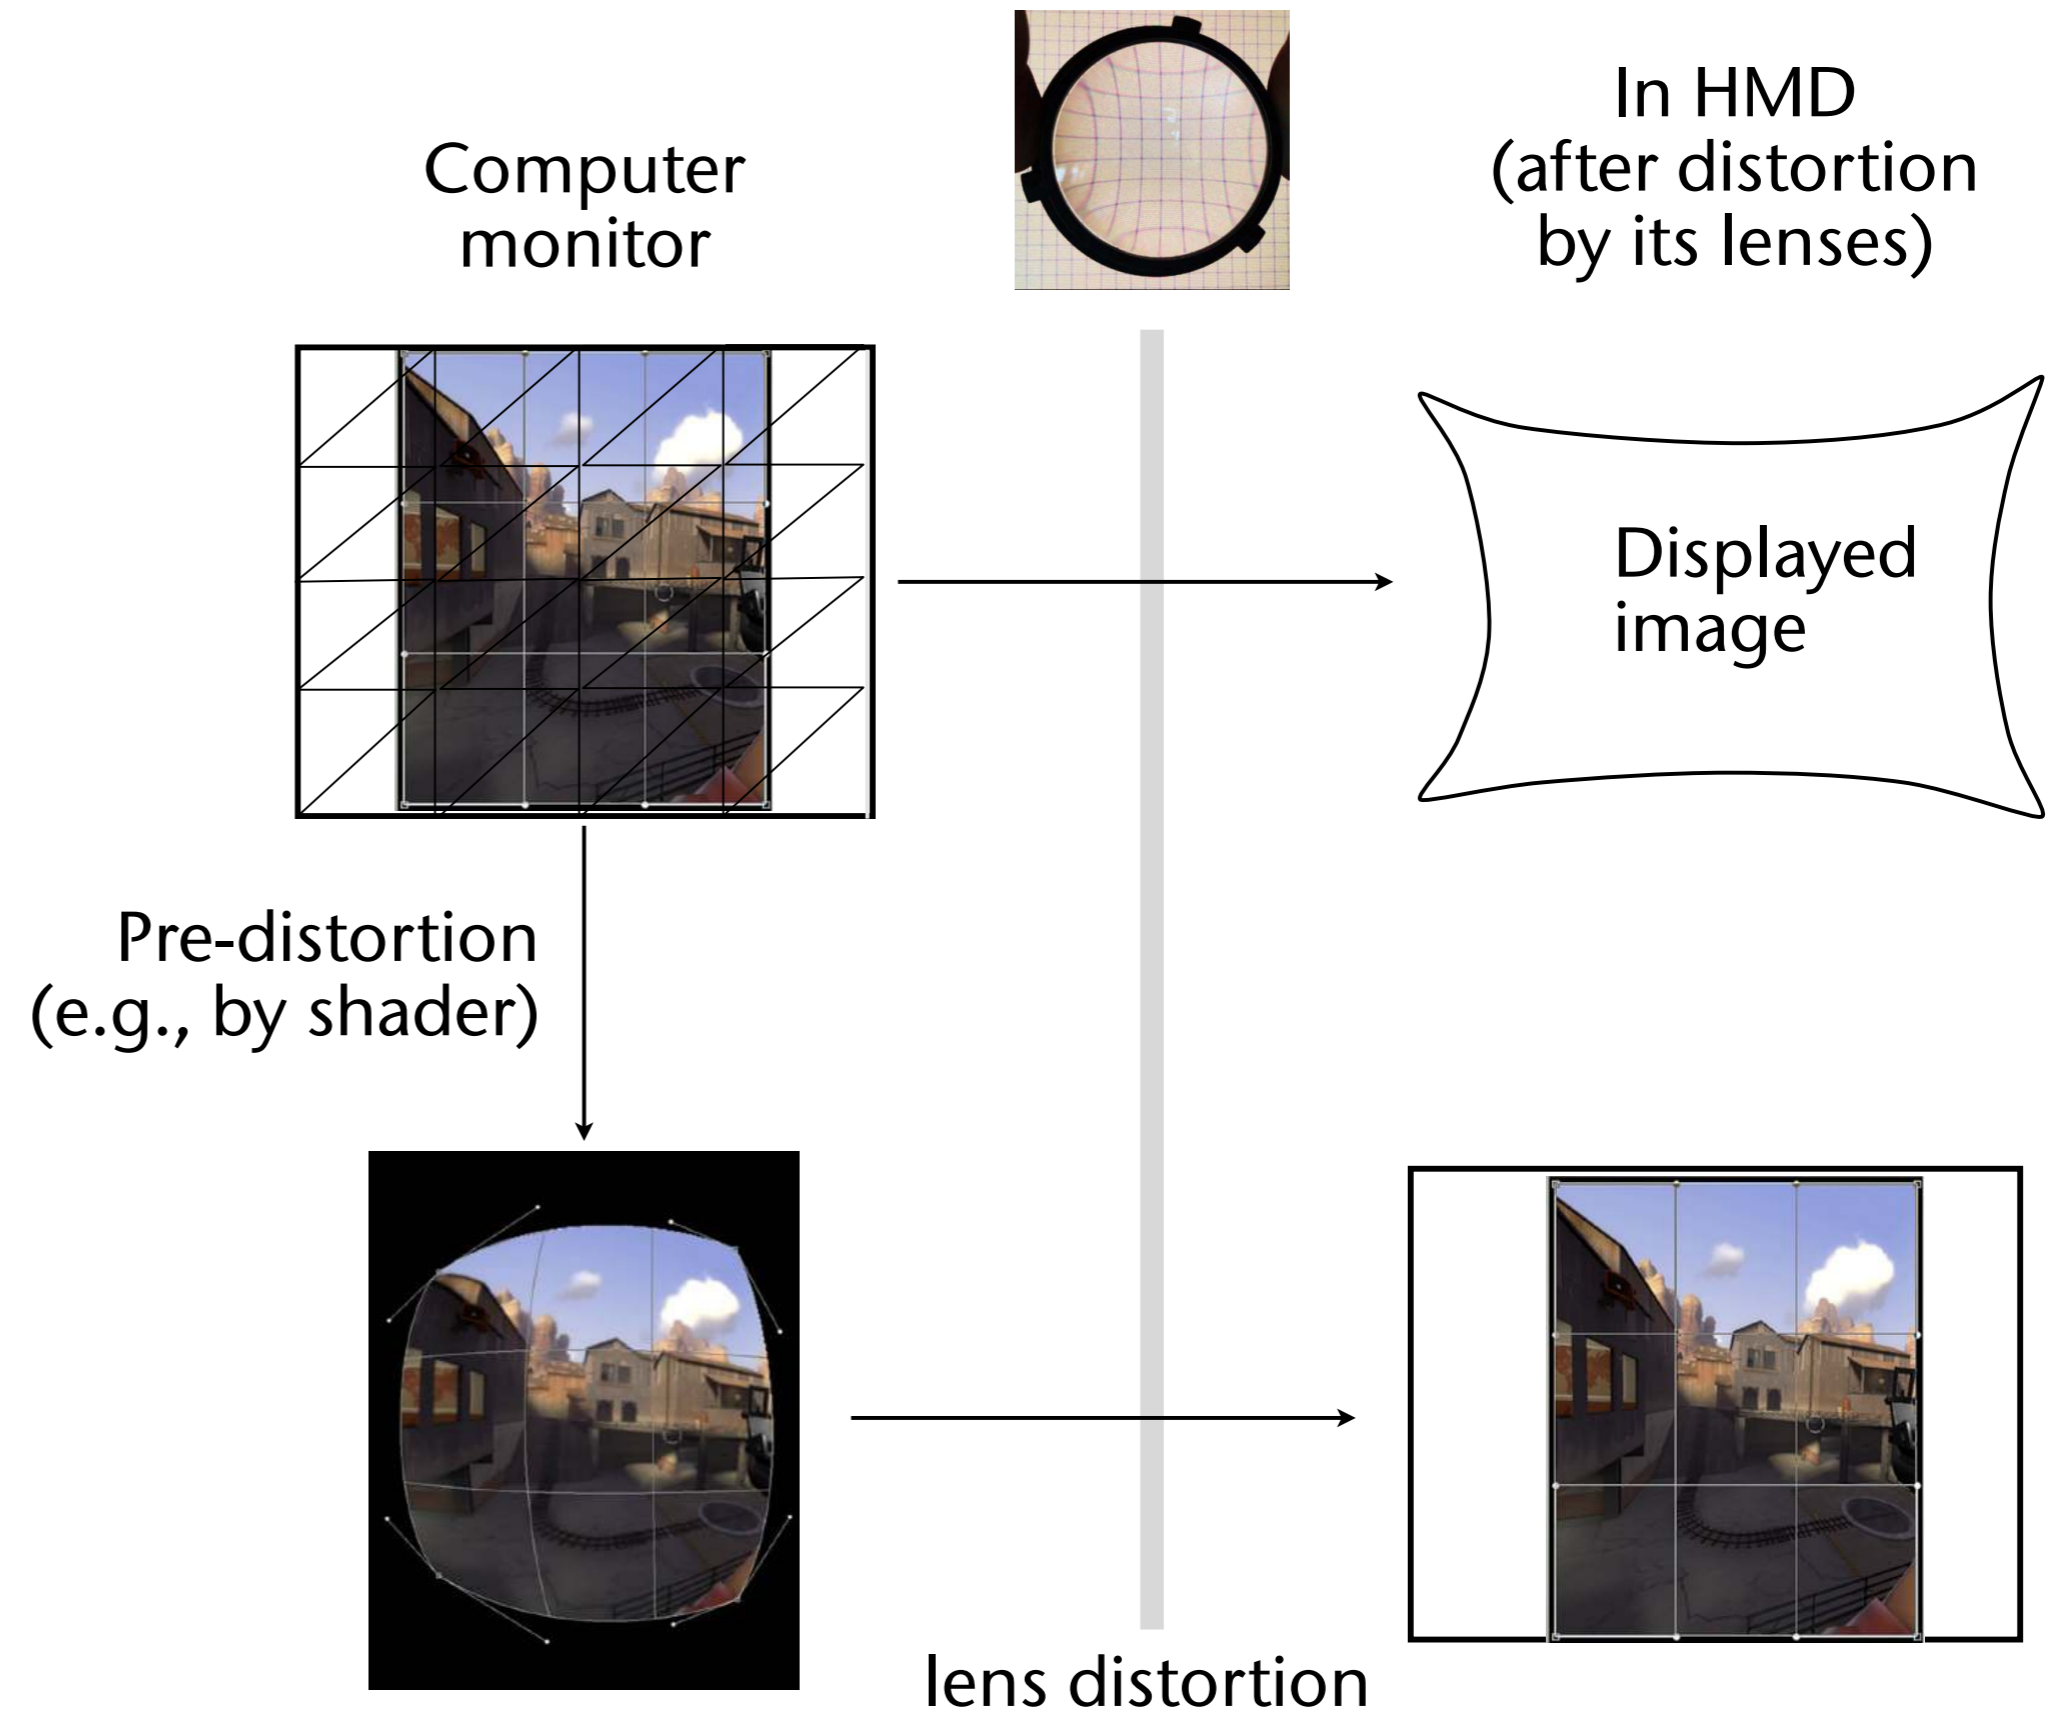 Computer
monitor
In HMD
(after distortion
by its lenses)
Displayed
image
Pre-distortion
(e.g., by shader)
lens distortion